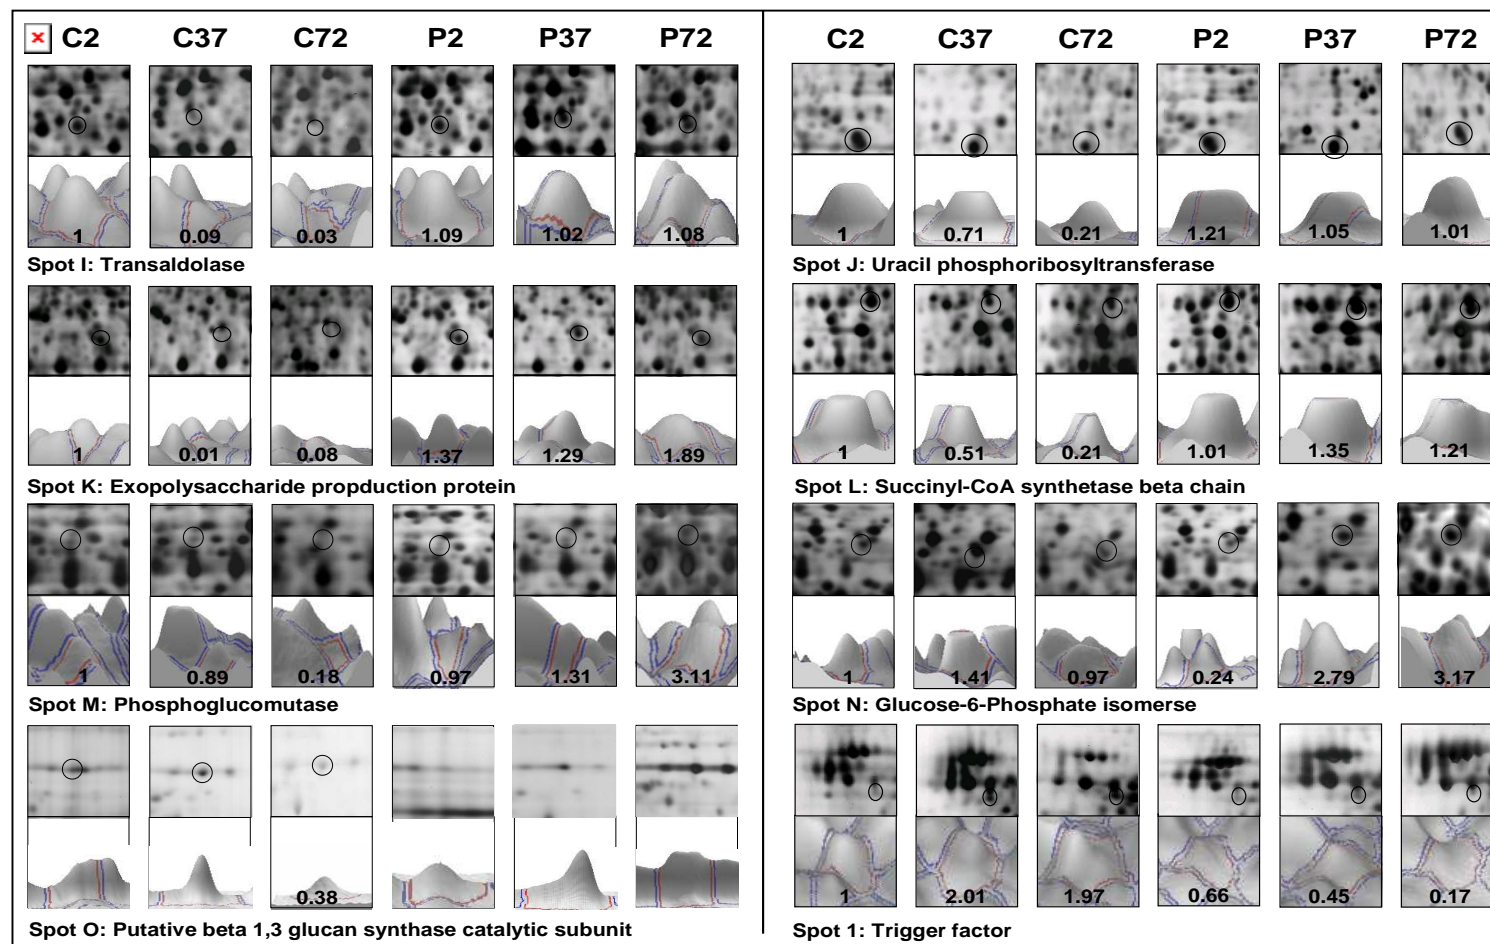 C2 C37 C72 P2 P37 P72
1 0.09 0.03 1.09 1.02 1.08
Spot I: Transaldolase
1 0.01 0.08 1.37 1.29 1.89
Spot K: Exopolysaccharide propduction protein
1 0.89 0.18 0.97 1.31 3.11
Spot M: Phosphoglucomutase
0.38
Spot O: Putative beta 1,3 glucan synthase catalytic subunit
C2 C37 C72 P2 P37 P72
1 0.71 0.21 1.21 1.05 1.01
Spot J: Uracil phosphoribosyltransferase
1 0.51 0.21 1.01 1.35 1.21
Spot L: Succinyl-CoA synthetase beta chain
1 1.41 0.97 0.24 2.79 3.17
Spot N: Glucose-6-Phosphate isomerse
1 2.01 1.97 0.66 0.45 0.17
Spot 1: Trigger factor